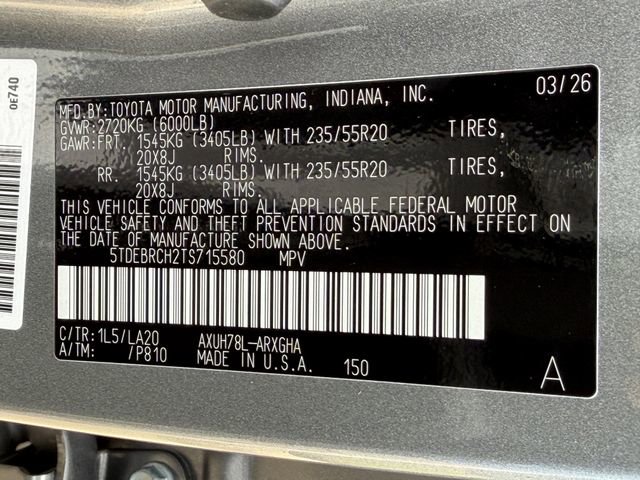 0E740
03/26
MFD.BY:TOYOTA MOTOR MANUFACTURING, INDIANA, INC.
GVWR:2720KG (6000LB)
GAWR:FRT. 1545KG (3405LB) WITH 235/55R20 TIRES,
20X8J RIMS.
RR. 1545KG (3405LB) WITH 235/55R20 TIRES,
20X8J RIMS.
THIS VEHICLE CONFORMS TO ALL APPLICABLE FEDERAL MOTOR
VEHICLE SAFETY AND THEFT PREVENTION STANDARDS IN EFFECT ON
THE DATE OF MANUFACTURE SHOWN ABOVE.
5TDEBRCH2TS715580 MPV
C/TR:1L5/LA20 AXUH78L-ARXGHA
A/TM: /P810 MADE IN U.S.A. 150
A